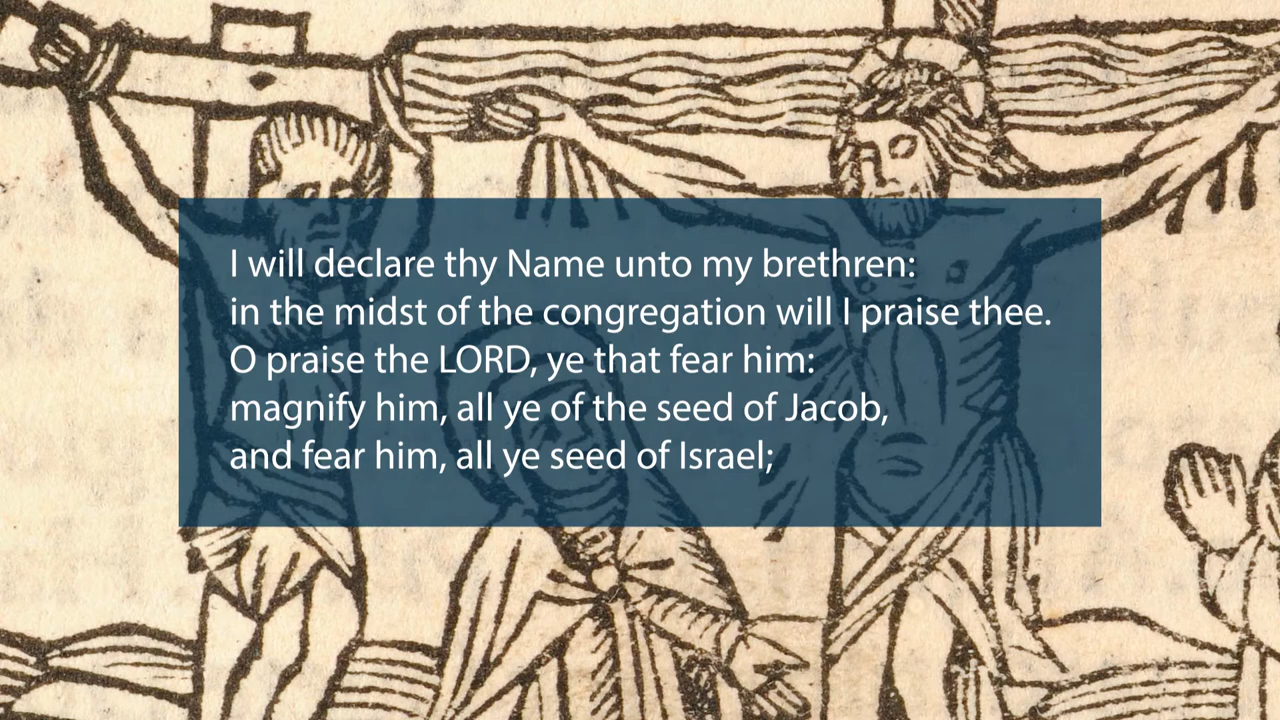 I will declare thy Name unto my brethren:
in the midst of the congregation will I praise thee.
O praise the LORD, ye that fear him:
magnify him, all ye of the seed of Jacob,
and fear him, all ye seed of Israel;